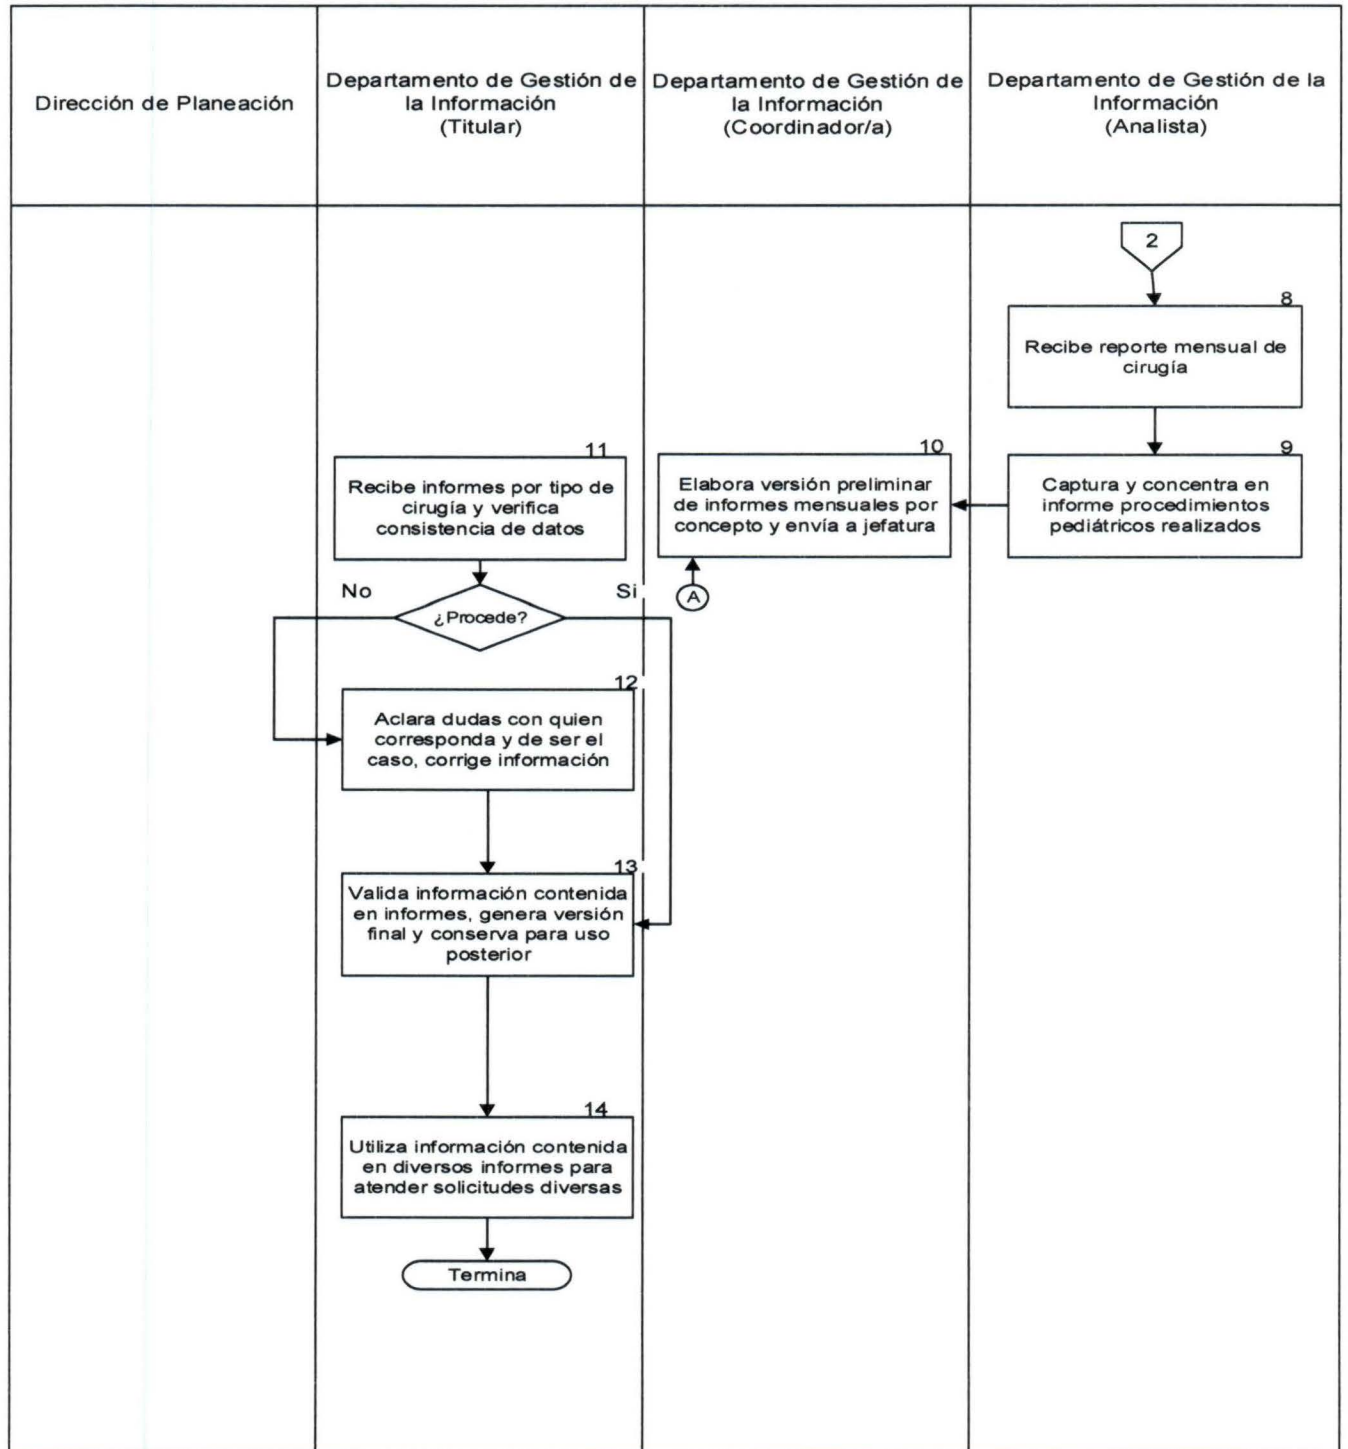 Dirección de Planeación
Departamento de Gestión de
la Información
(Titular)
Departamento de Gestión de
la Información
(Coordinador/a)
Departamento de Gestión de la
Información
(Analista)
2
8
Recibe reporte mensual de
cirugía
9
Captura y concentra en
informe procedimientos
pediátricos realizados
10
Elabora versión preliminar
de informes mensuales por
concepto y envía a jefatura
A
11
Recibe informes por tipo de
cirugía y verifica
consistencia de datos
No
Si
¿Procede?
12
Aclara dudas con quien
corresponda y de ser el
caso, corrige información
13
Valida información contenida
en informes, genera versión
final y conserva para uso
posterior
14
Utiliza información contenida
en diversos informes para
atender solicitudes diversas
Termina